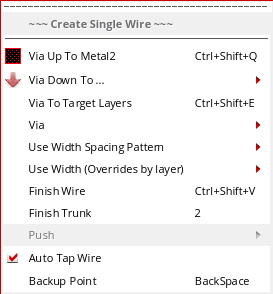 ~~~ Create Single Wire ~~~
Via Up To Metal2 Ctrl+Shift+Q
Via Down To ...
Via To Target Layers Ctrl+Shift+E
Via
Use Width Spacing Pattern
Use Width (Overrides by layer)
Finish Wire Ctrl+Shift+V
Finish Trunk 2
Push
Auto Tap Wire
Backup Point BackSpace